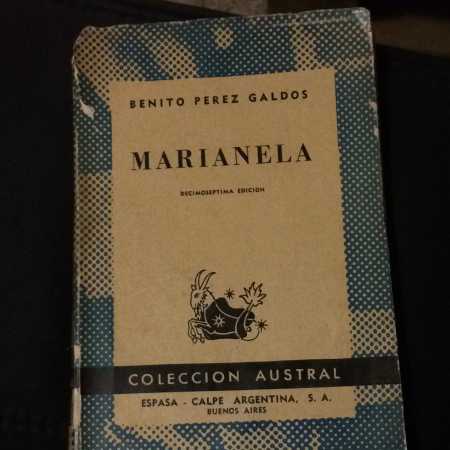 BENITO PEREZ GALDOS
MARIANELA
DECIMOSEPTIMA EDICION
COLECCION AUSTRAL
ESPASA - CALPE ARGENTINA, S. A.
BUENOS AIRES